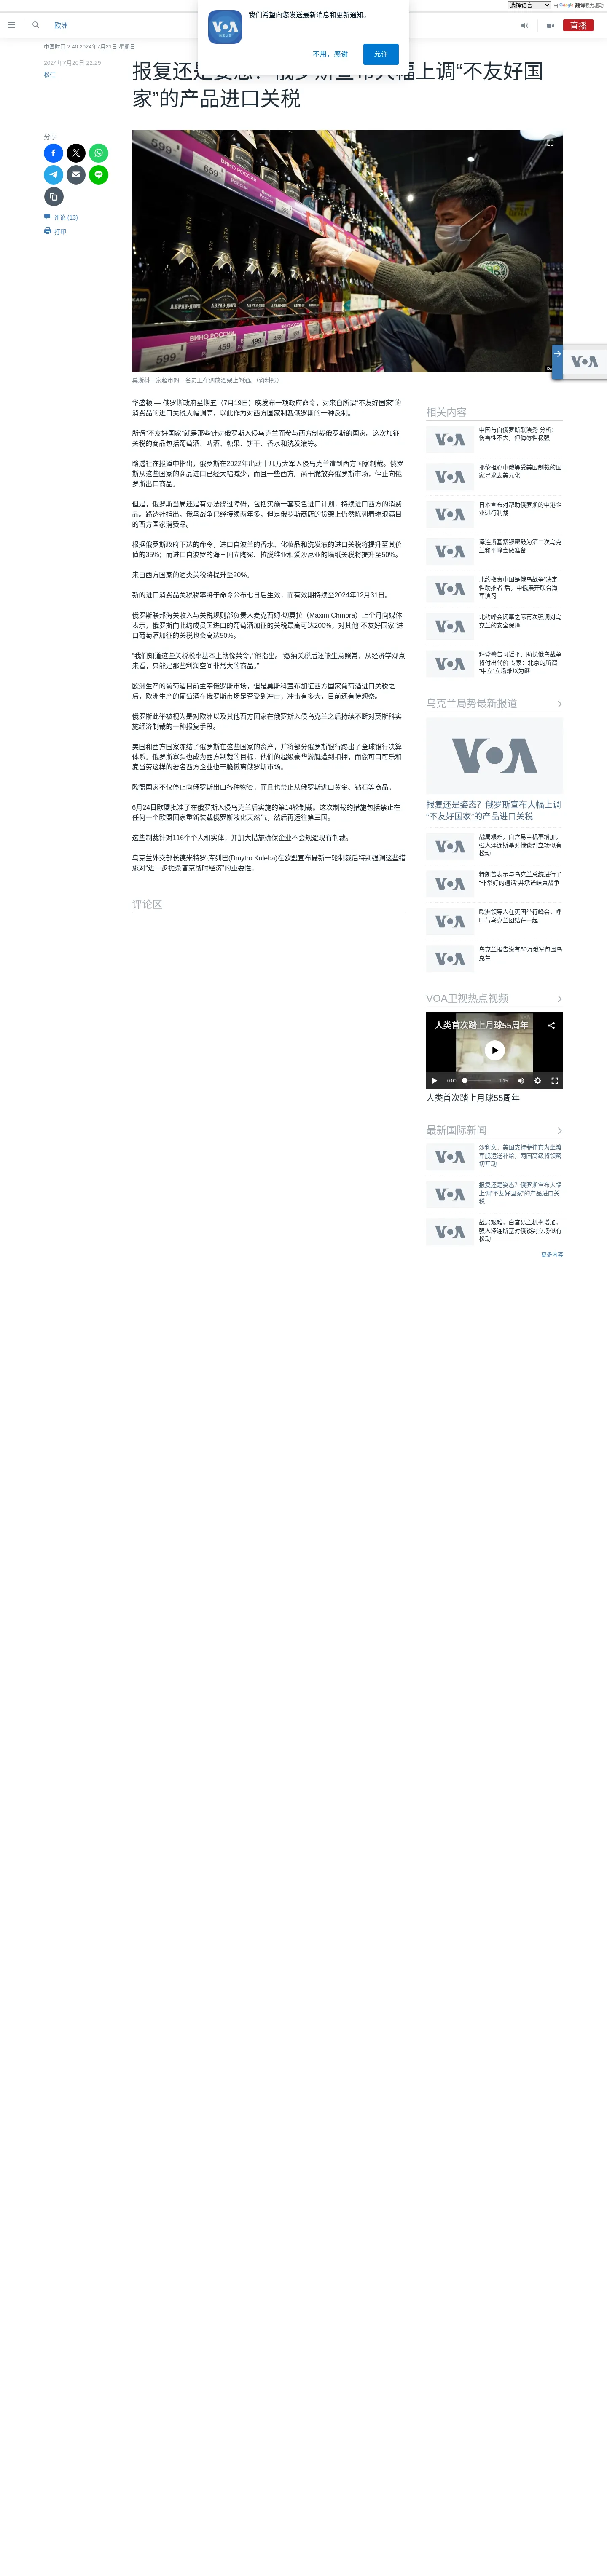 选择语言
由 Google 翻译强力驱动
我们希望向您发送最新消息和更新通知。
不用，感谢
允许
欧洲
直播
中国时间 2:40 2024年7月21日 星期日
2024年7月20日 22:29
松仁
报复还是姿态？俄罗斯宣布大幅上调“不友好国
家”的产品进口关税
分享
评论 (13)
打印
莫斯科一家超市的一名员工在调放酒架上的酒。（资料照）
华盛顿 — 俄罗斯政府星期五（7月19日）晚发布一项政府命令，对来自所谓“不友好国家”的
消费品的进口关税大幅调高，以此作为对西方国家制裁俄罗斯的一种反制。
所谓“不友好国家”就是那些针对俄罗斯入侵乌克兰而参与西方制裁俄罗斯的国家。这次加征
关税的商品包括葡萄酒、啤酒、糖果、饼干、香水和洗发液等。
路透社在报道中指出，俄罗斯在2022年出动十几万大军入侵乌克兰遭到西方国家制裁。俄罗
斯从这些国家的商品进口已经大幅减少，而且一些西方厂商干脆放弃俄罗斯市场，停止向俄
罗斯出口商品。
但是，俄罗斯当局还是有办法绕过障碍，包括实施一套灰色进口计划，持续进口西方的消费
品。路透社指出，俄乌战争已经持续两年多，但是俄罗斯商店的货架上仍然陈列着琳琅满目
的西方国家消费品。
根据俄罗斯政府下达的命令，进口自波兰的香水、化妆品和洗发液的进口关税将提升至其价
值的35%；而进口自波罗的海三国立陶宛、拉脱维亚和爱沙尼亚的墙纸关税将提升至50%。
来自西方国家的酒类关税将提升至20%。
新的进口消费品关税税率将于命令公布七日后生效，而有效期持续至2024年12月31日。
俄罗斯联邦海关收入与关税规则部负责人麦克西姆·切莫拉（Maxim Chmora）上个月向媒体
表示，俄罗斯向北约成员国进口的葡萄酒加征的关税最高可达200%，对其他“不友好国家”进
口葡萄酒加征的关税也会高达50%。
“我们知道这些关税税率基本上就像禁令，”他指出。“缴纳关税后还能生意照常，从经济学观点
来看，只能是那些利润空间非常大的商品。”
欧洲生产的葡萄酒目前主宰俄罗斯市场，但是莫斯科宣布加征西方国家葡萄酒进口关税之
后，欧洲生产的葡萄酒在俄罗斯市场是否受到冲击，冲击有多大，目前还有待观察。
俄罗斯此举被视为是对欧洲以及其他西方国家在俄罗斯入侵乌克兰之后持续不断对莫斯科实
施经济制裁的一种报复手段。
美国和西方国家冻结了俄罗斯在这些国家的资产，并将部分俄罗斯银行踢出了全球银行决算
体系。俄罗斯寡头也成为西方制裁的目标，他们的超级豪华游艇遭到扣押，而像可口可乐和
麦当劳这样的著名西方企业也干脆撤离俄罗斯市场。
欧盟国家不仅停止向俄罗斯出口各种物资，而且也禁止从俄罗斯进口黄金、钻石等商品。
6月24日欧盟批准了在俄罗斯入侵乌克兰后实施的第14轮制裁。这次制裁的措施包括禁止在
任何一个欧盟国家重新装载俄罗斯液化天然气，然后再运往第三国。
这些制裁针对116个个人和实体，并加大措施确保企业不会规避现有制裁。
乌克兰外交部长德米特罗·库列巴(Dmytro Kuleba)在欧盟宣布最新一轮制裁后特别强调这些措
施对“进一步扼杀普京战时经济”的重要性。
评论区
相关内容
中国与白俄罗斯联演秀 分析：
伤害性不大，但侮辱性极强
耶伦担心中俄等受美国制裁的国
家寻求去美元化
日本宣布对帮助俄罗斯的中港企
业进行制裁
泽连斯基紧锣密鼓为第二次乌克
兰和平峰会做准备
北约指责中国是俄乌战争“决定
性助推者”后，中俄展开联合海
军演习
北约峰会闭幕之际再次强调对乌
克兰的安全保障
拜登警告习近平：助长俄乌战争
将付出代价 专家：北京的所谓
“中立”立场难以为继
乌克兰局势最新报道
VOA
报复还是姿态？俄罗斯宣布大幅上调
“不友好国家”的产品进口关税
战局艰难，白宫易主机率增加，
强人泽连斯基对俄谈判立场似有
松动
特朗普表示与乌克兰总统进行了
“非常好的通话”并承诺结束战争
欧洲领导人在英国举行峰会，呼
吁与乌克兰团结在一起
乌克兰报告说有50万俄军包围乌
克兰
VOA卫视热点视频
人类首次踏上月球55周年
0:00
人类首次踏上月球55周年
最新国际新闻
沙利文：美国支持菲律宾为坐滩
军舰运送补给，两国高级将领密
切互动
报复还是姿态？俄罗斯宣布大幅
上调“不友好国家”的产品进口关
税
战局艰难，白宫易主机率增加，
强人泽连斯基对俄谈判立场似有
松动
更多内容